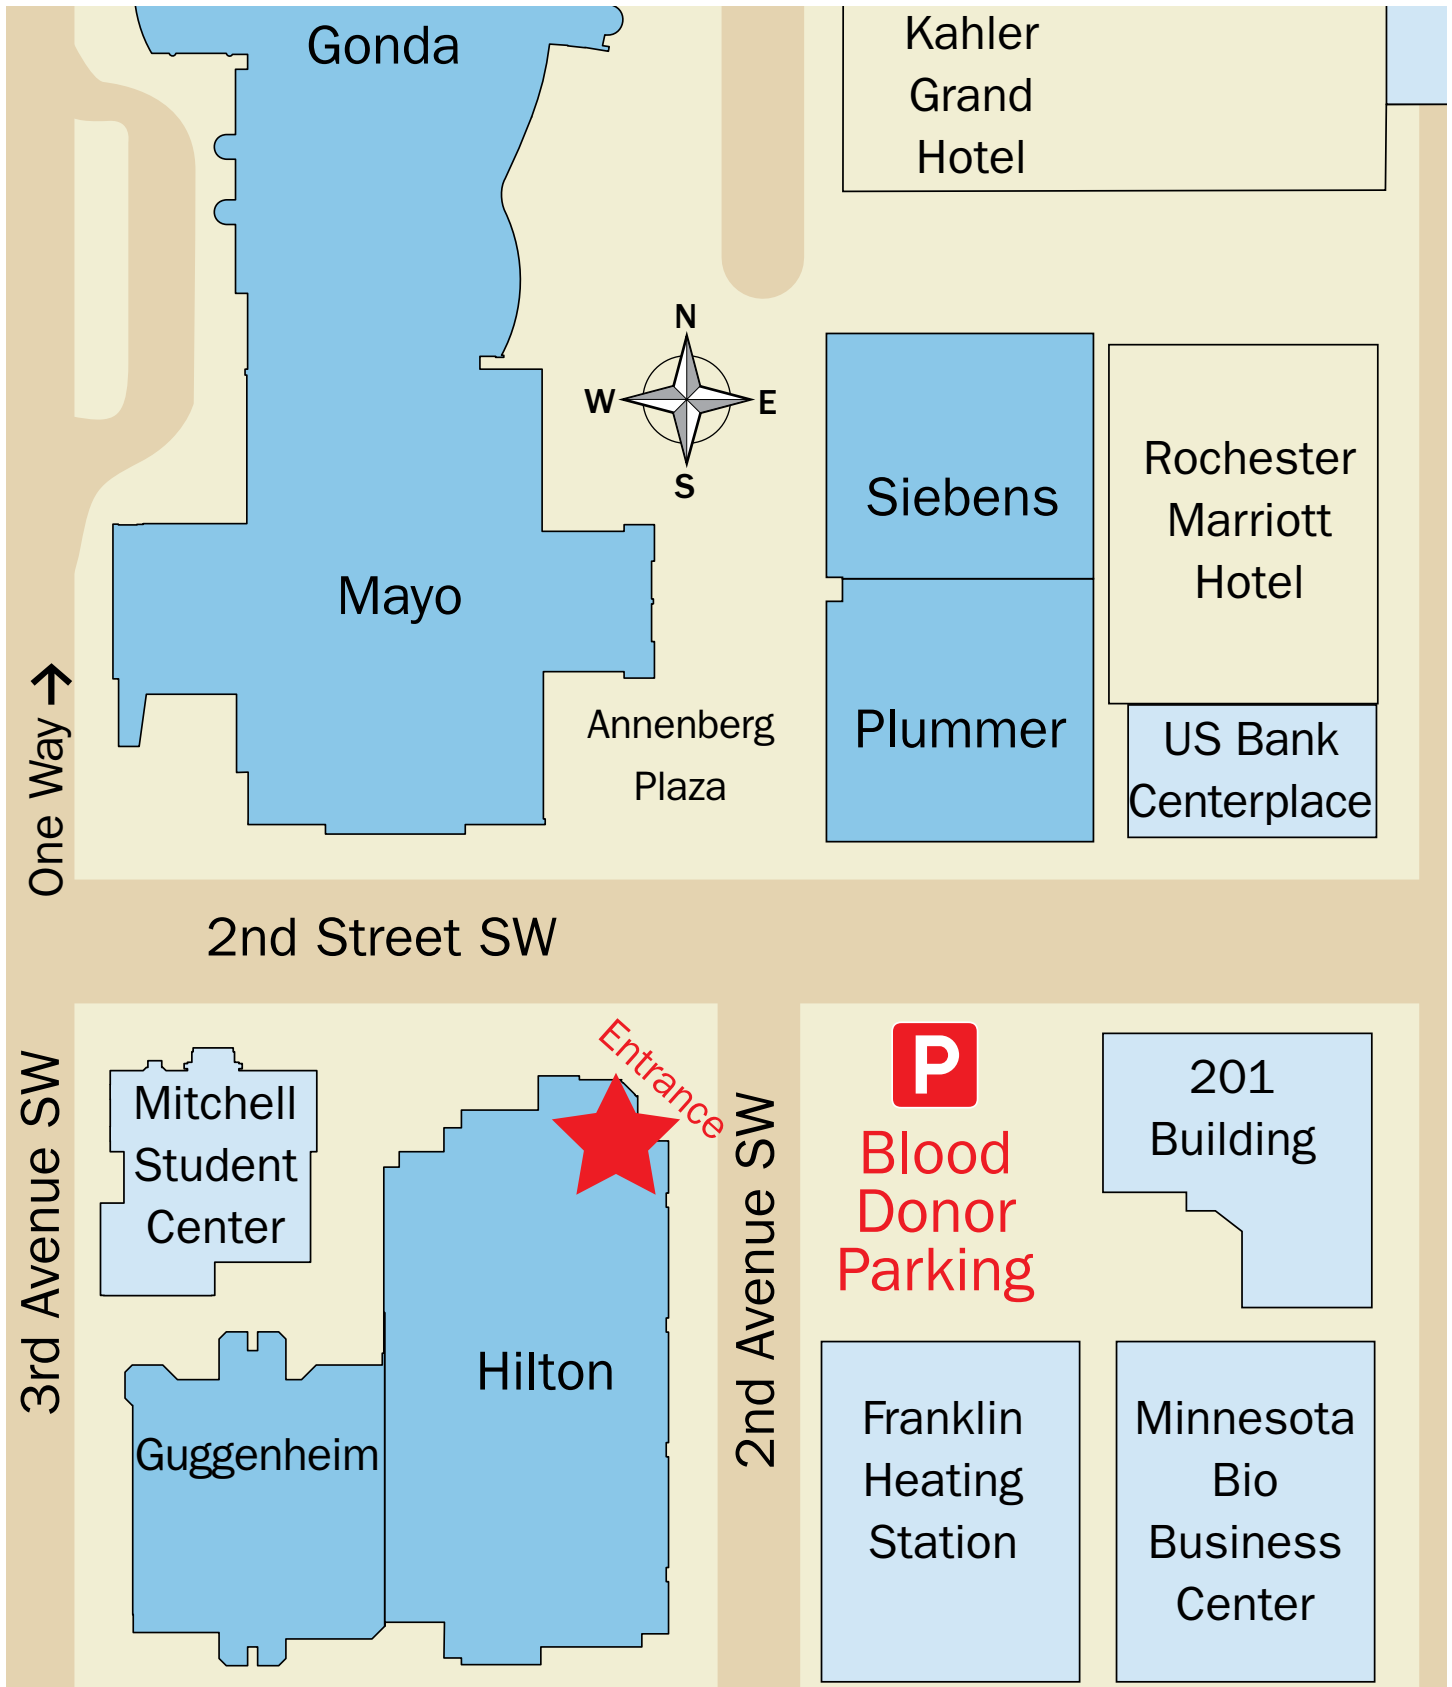 Gonda
Kahler
Grand
Hotel
N
W
E
S
Siebens
Rochester
Marriott
Hotel
Mayo
Annenberg
Plaza
Plummer
US Bank
Centerplace
One Way →
2nd Street SW
3rd Avenue SW
Mitchell
Student
Center
Entrance
2nd Avenue SW
P
Blood
Donor
Parking
201
Building
Hilton
Guggenheim
Franklin
Heating
Station
Minnesota
Bio
Business
Center